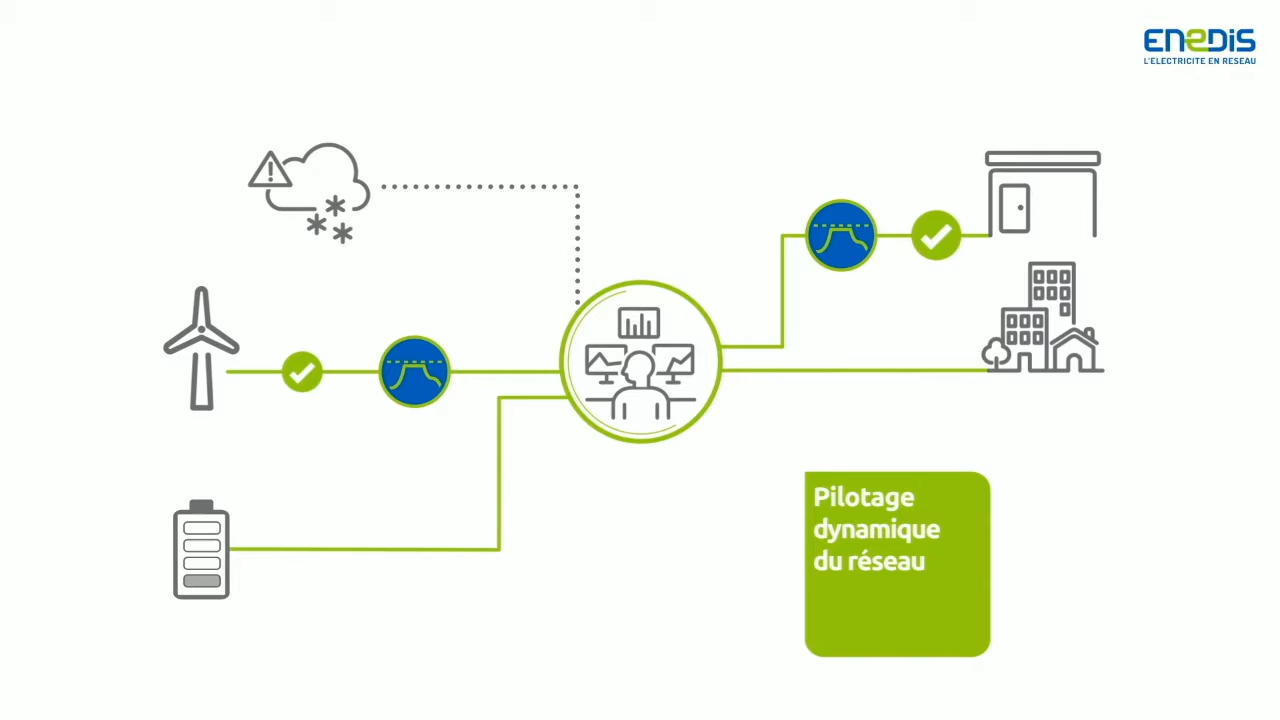 ENEDIS
L'ELECTRICITE EN RESEAU
Pilotage
dynamique
du réseau